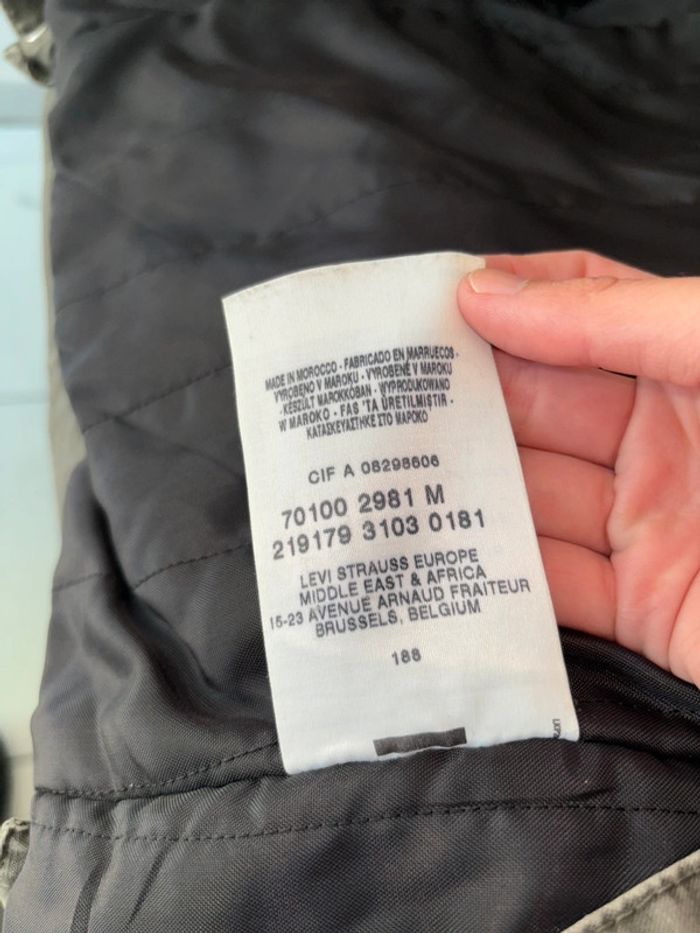 MADE IN MOROCCO - FABRICADO EN MARRUECOS -
VYROBENO V MAROKU - VYROBENÉ V MAROKU
- KÉSZÜLT MAROKKÓBAN - WYPRODUKOWANO
W MAROKO - FAS 'TA ÜRETILMIŞTIR -
ΚΑΤΑΣΚΕΥΑΣΤΗΚΕ ΣΤΟ ΜΑΡΟΚΟ
CIF A 08298606
70100 2981 M
219179 3103 0181
LEVI STRAUSS EUROPE
MIDDLE EAST & AFRICA
15-23 AVENUE ARNAUD FRAITEUR
BRUSSELS, BELGIUM
188